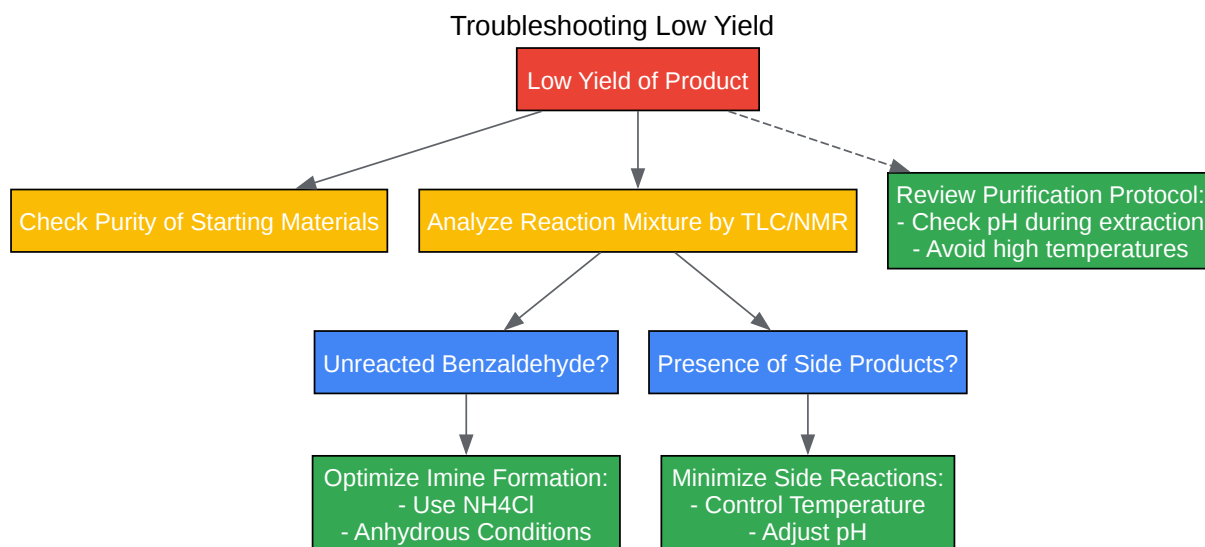 Troubleshooting Low Yield
Low Yield of Product
Check Purity of Starting Materials
Analyze Reaction Mixture by TLC/NMR
Review Purification Protocol:
- Check pH during extraction
- Avoid high temperatures
Unreacted Benzaldehyde?
Presence of Side Products?
Optimize Imine Formation:
- Use NH4Cl
- Anhydrous Conditions
Minimize Side Reactions:
- Control Temperature
- Adjust pH